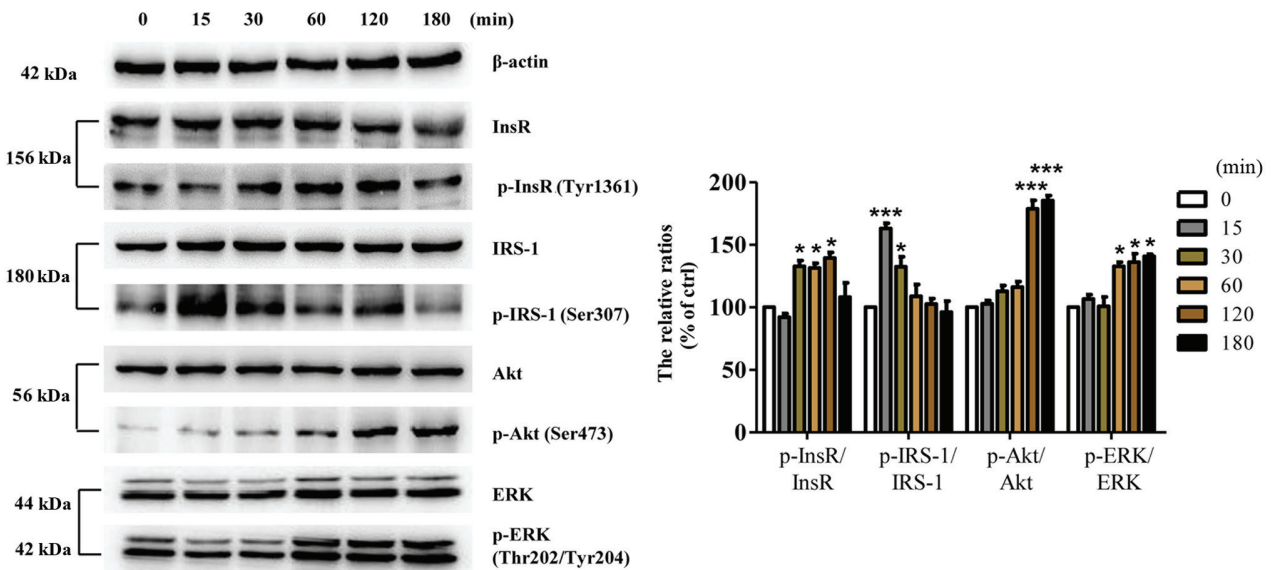 0 15 30 60 120 180 (min)
42 kDa
β-actin
InsR
156 kDa
p-InsR (Tyr1361)
IRS-1
180 kDa
p-IRS-1 (Ser307)
Akt
56 kDa
p-Akt (Ser473)
ERK
44 kDa
p-ERK
(Thr202/Tyr204)
42 kDa
The relative ratios
(% of ctrl)
200
150
100
50
0
* * *
*** *
*** ***
* * *
p-InsR/
InsR
p-IRS-1/
IRS-1
p-Akt/
Akt
p-ERK/
ERK
(min)
0
15
30
60
120
180